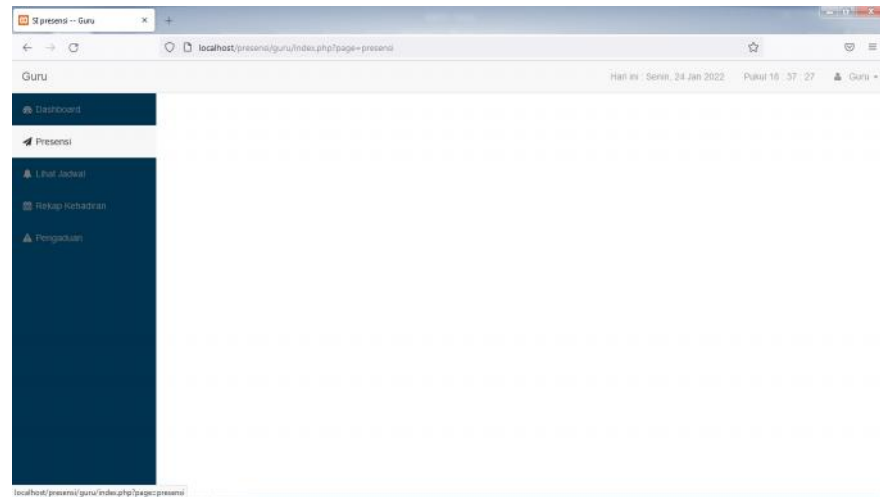 SI presensi -- Guru
localhost/presensi/guru/index.php?page=presensi
Guru
Hari ini : Senin, 24 Jan 2022 Pukul 16 : 37 : 27 Guru
Dashboard
Presensi
Lihat Jadwal
Rekap Kehadiran
Pengaduan
localhost/presensi/guru/index.php?page=presensi